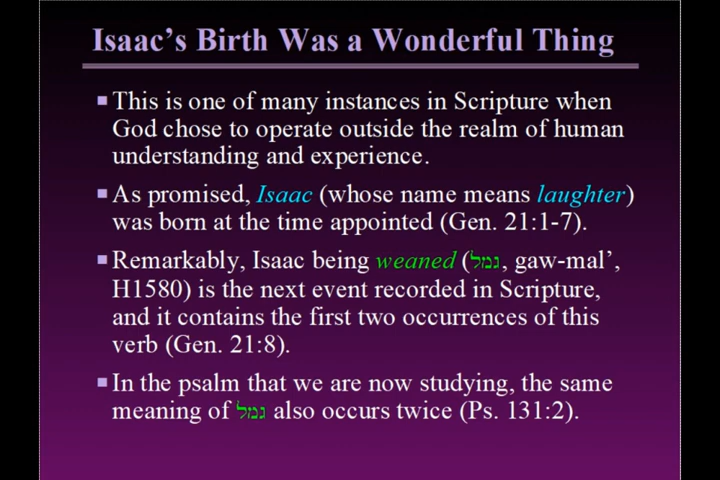 Isaac's Birth Was a Wonderful Thing
This is one of many instances in Scripture when
God chose to operate outside the realm of human
understanding and experience.
As promised, Isaac (whose name means laughter)
was born at the time appointed (Gen. 21:1-7).
Remarkably, Isaac being weaned (גמל, gaw-mal’,
H1580) is the next event recorded in Scripture,
and it contains the first two occurrences of this
verb (Gen. 21:8).
In the psalm that we are now studying, the same
meaning of גמל also occurs twice (Ps. 131:2).